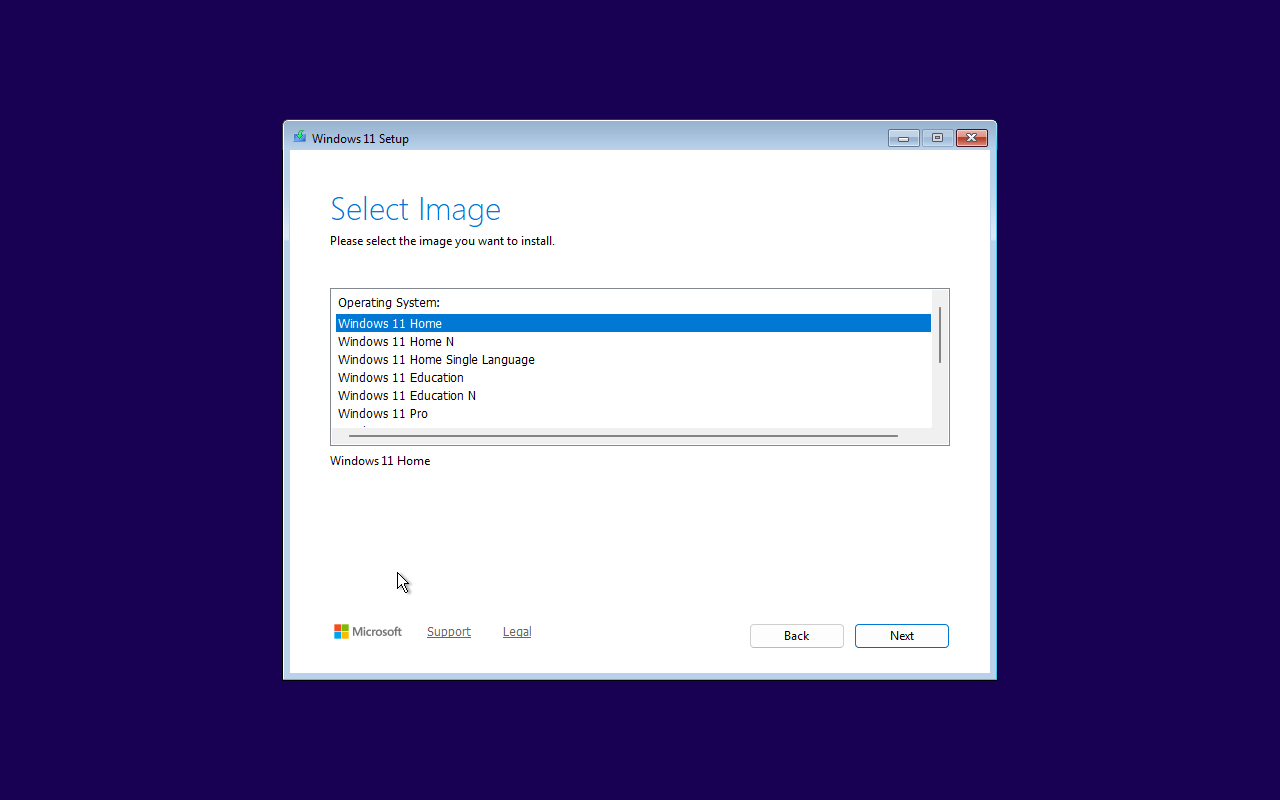 Windows 11 Setup
Select Image
Please select the image you want to install.
Operating System:
Windows 11 Home
Windows 11 Home N
Windows 11 Home Single Language
Windows 11 Education
Windows 11 Education N
Windows 11 Pro
Windows 11 Home
Microsoft Support Legal Back Next